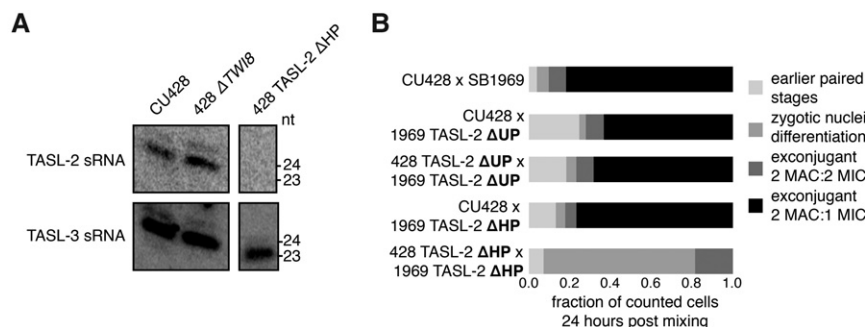 A
CU428
428 ΔTWI8
428 TASL-2 ΔHP
nt
TASL-2 sRNA
24
23
TASL-3 sRNA
24
23
B
CU428 x SB1969
CU428 x
1969 TASL-2 ΔUP
428 TASL-2 ΔUP x
1969 TASL-2 ΔUP
CU428 x
1969 TASL-2 ΔHP
428 TASL-2 ΔHP x
1969 TASL-2 ΔHP
0.0 0.2 0.4 0.6 0.8 1.0
fraction of counted cells
24 hours post mixing
earlier paired
stages
zygotic nuclei
differentiation
exconjugant
2 MAC:2 MIC
exconjugant
2 MAC:1 MIC